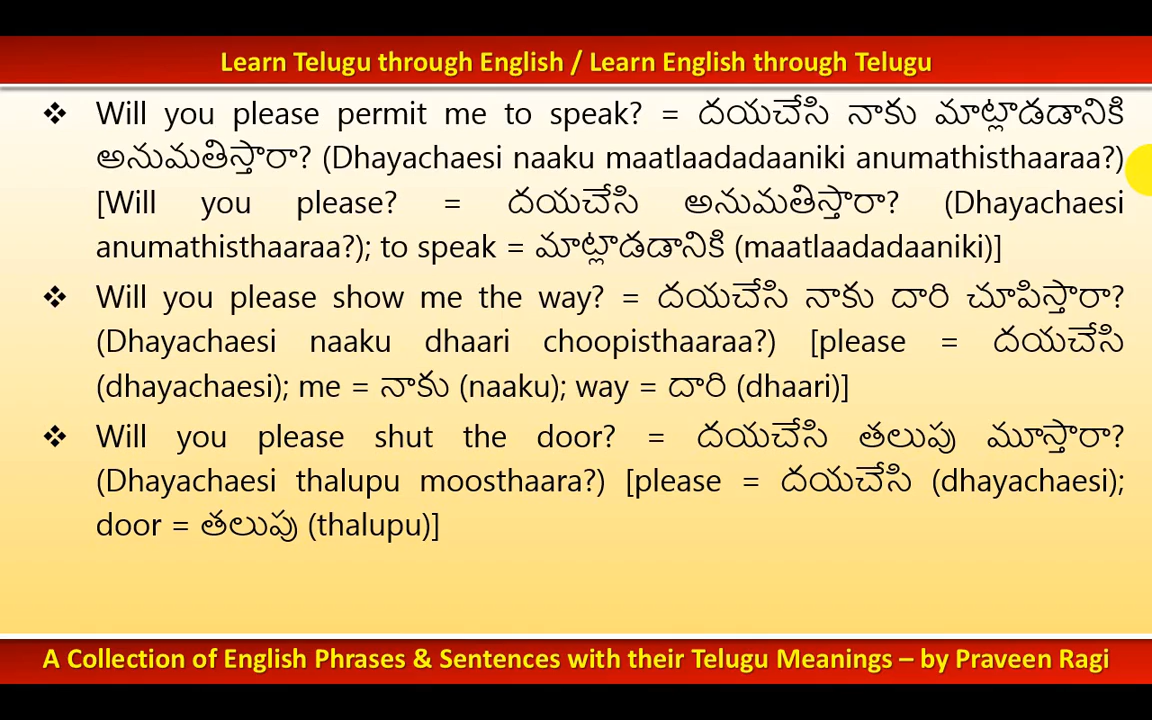 Learn Telugu through English / Learn English through Telugu
❖ Will you please permit me to speak? = దయచేసి నాకు మాట్లాడడానికి
అనుమతిస్తారా? (Dhayachaesi naaku maatlaadadaaniki anumathisthaaraa?)
[Will you please? = దయచేసి అనుమతిస్తారా? (Dhayachaesi
anumathisthaaraa?); to speak = మాట్లాడడానికి (maatlaadadaaniki)]
❖ Will you please show me the way? = దయచేసి నాకు దారి చూపిస్తారా?
(Dhayachaesi naaku dhaari choopisthaaraa?) [please = దయచేసి
(dhayachaesi); me = నాకు (naaku); way = దారి (dhaari)]
❖ Will you please shut the door? = దయచేసి తలుపు మూస్తారా?
(Dhayachaesi thalupu moosthaara?) [please = దయచేసి (dhayachaesi);
door = తలుపు (thalupu)]
A Collection of English Phrases & Sentences with their Telugu Meanings – by Praveen Ragi